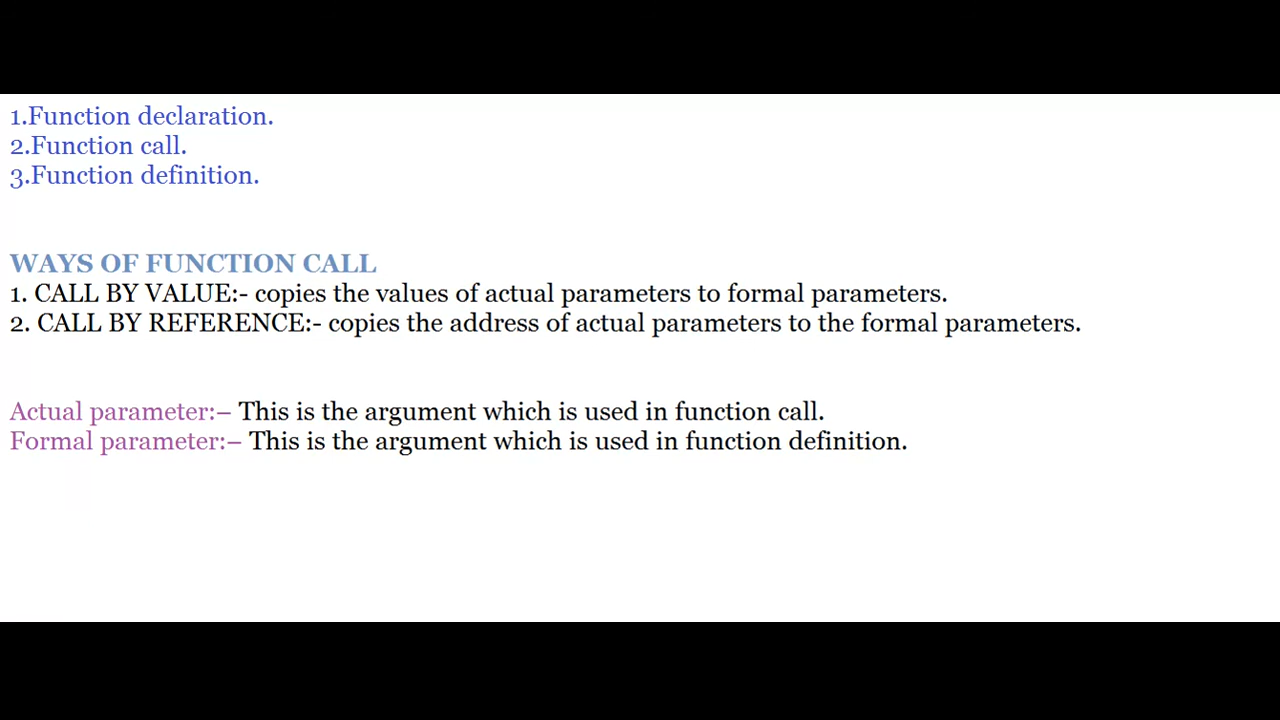 1.Function declaration.
2.Function call.
3.Function definition.
WAYS OF FUNCTION CALL
1. CALL BY VALUE:- copies the values of actual parameters to formal parameters.
2. CALL BY REFERENCE:- copies the address of actual parameters to the formal parameters.
Actual parameter:– This is the argument which is used in function call.
Formal parameter:– This is the argument which is used in function definition.